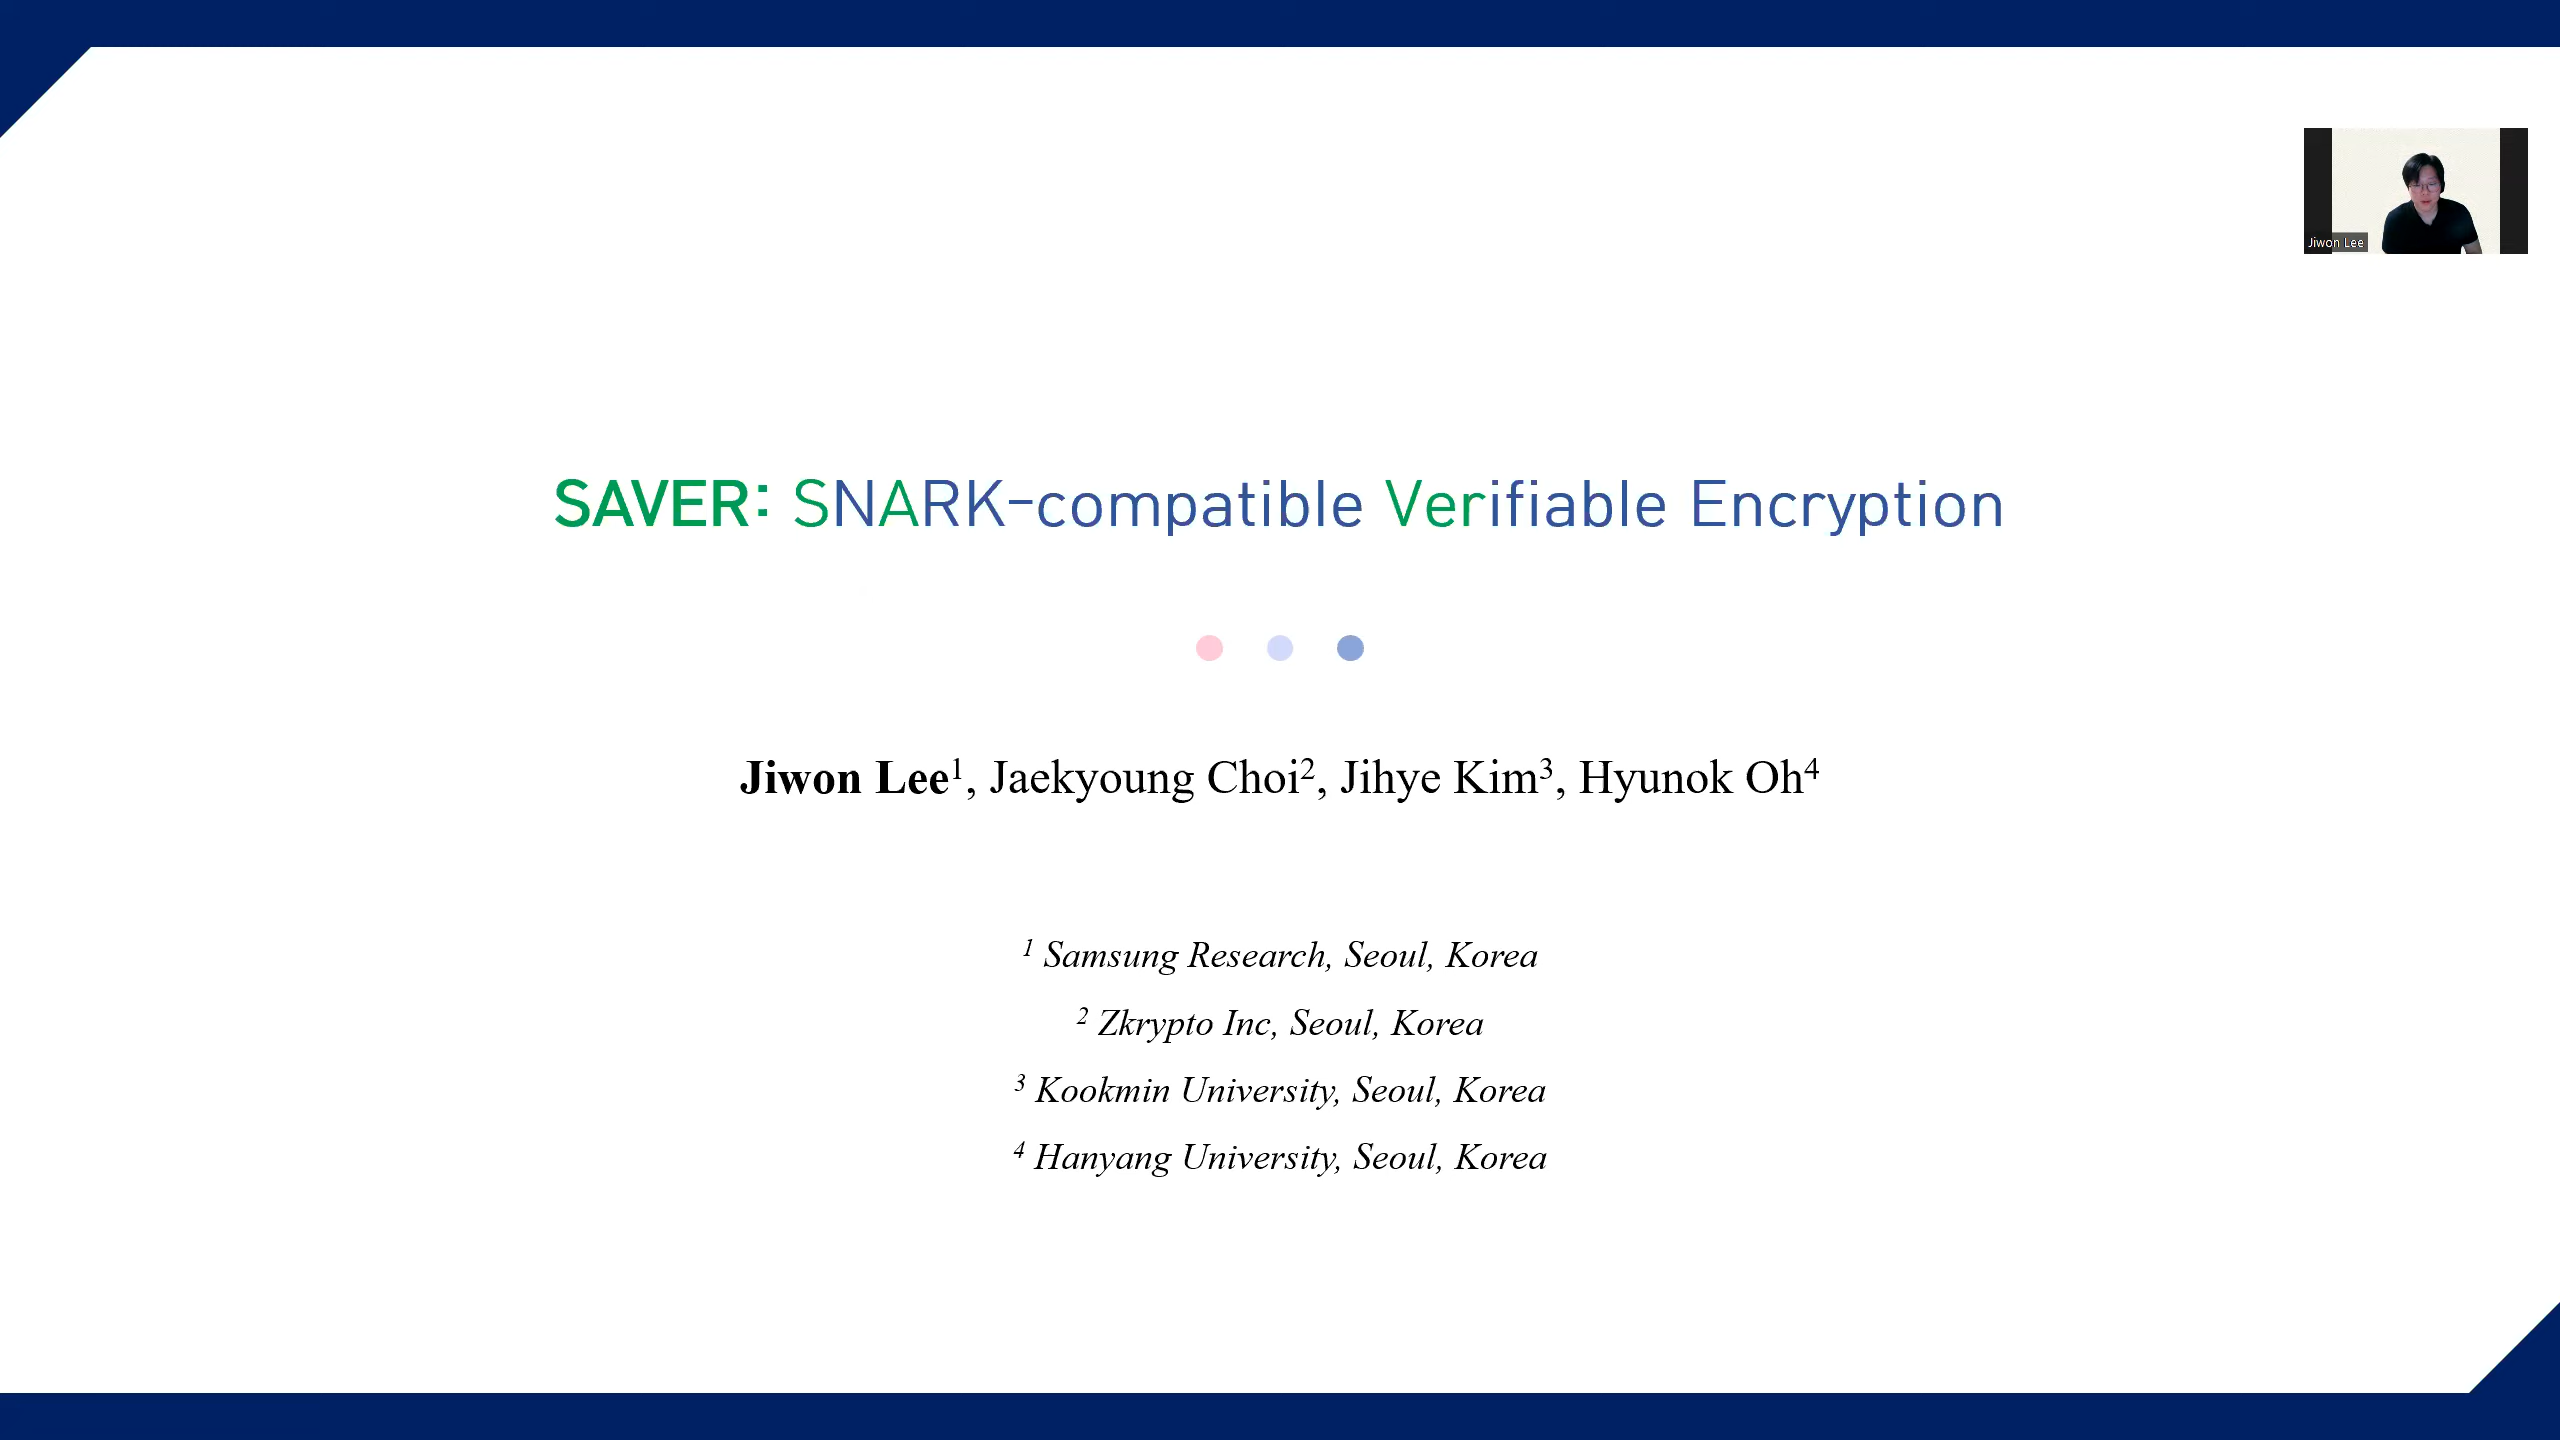 Jiwon Lee
SAVER: SNARK-compatible Verifiable Encryption
Jiwon Lee¹, Jaekyoung Choi², Jihye Kim³, Hyunok Oh⁴
¹ Samsung Research, Seoul, Korea
² Zkrypto Inc, Seoul, Korea
³ Kookmin University, Seoul, Korea
⁴ Hanyang University, Seoul, Korea